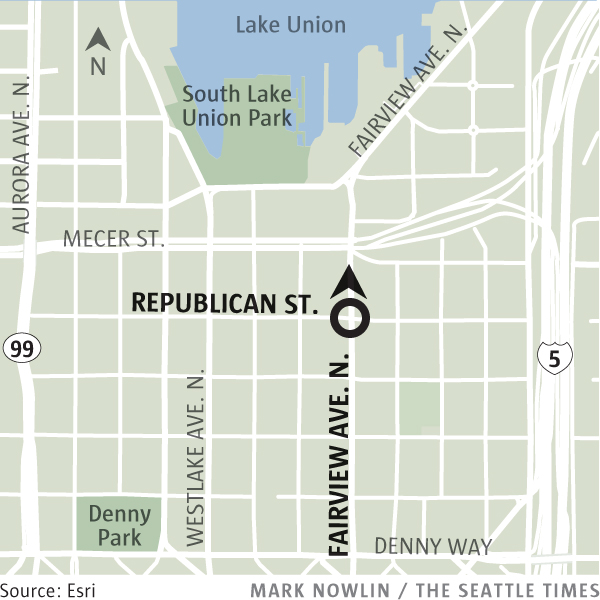 Lake Union
N
South Lake
Union Park
FAIRVIEW AVE. N.
AURORA AVE. N.
MECER ST.
REPUBLICAN ST.
99
5
WESTLAKE AVE. N.
FAIRVIEW AVE. N.
Denny
Park
DENNY WAY
Source: Esri
MARK NOWLIN / THE SEATTLE TIMES